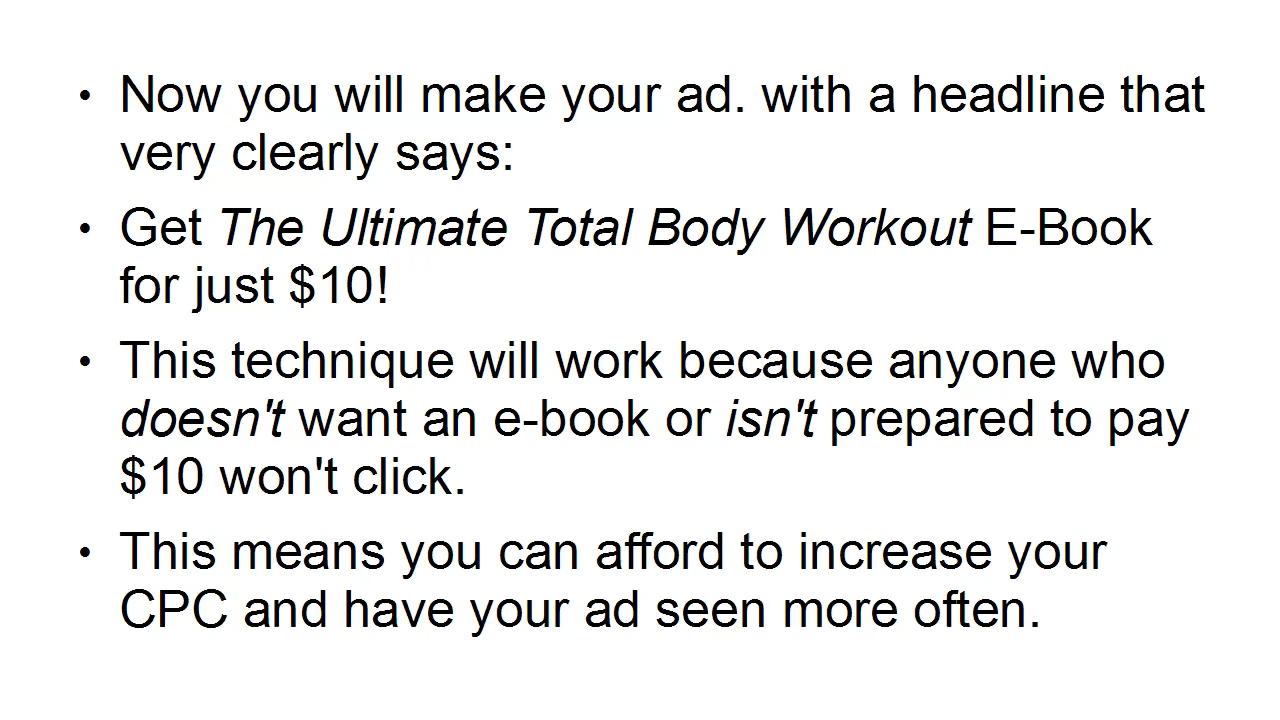 • Now you will make your ad. with a headline that
very clearly says:
• Get The Ultimate Total Body Workout E-Book
for just $10!
• This technique will work because anyone who
doesn't want an e-book or isn't prepared to pay
$10 won't click.
• This means you can afford to increase your
CPC and have your ad seen more often.